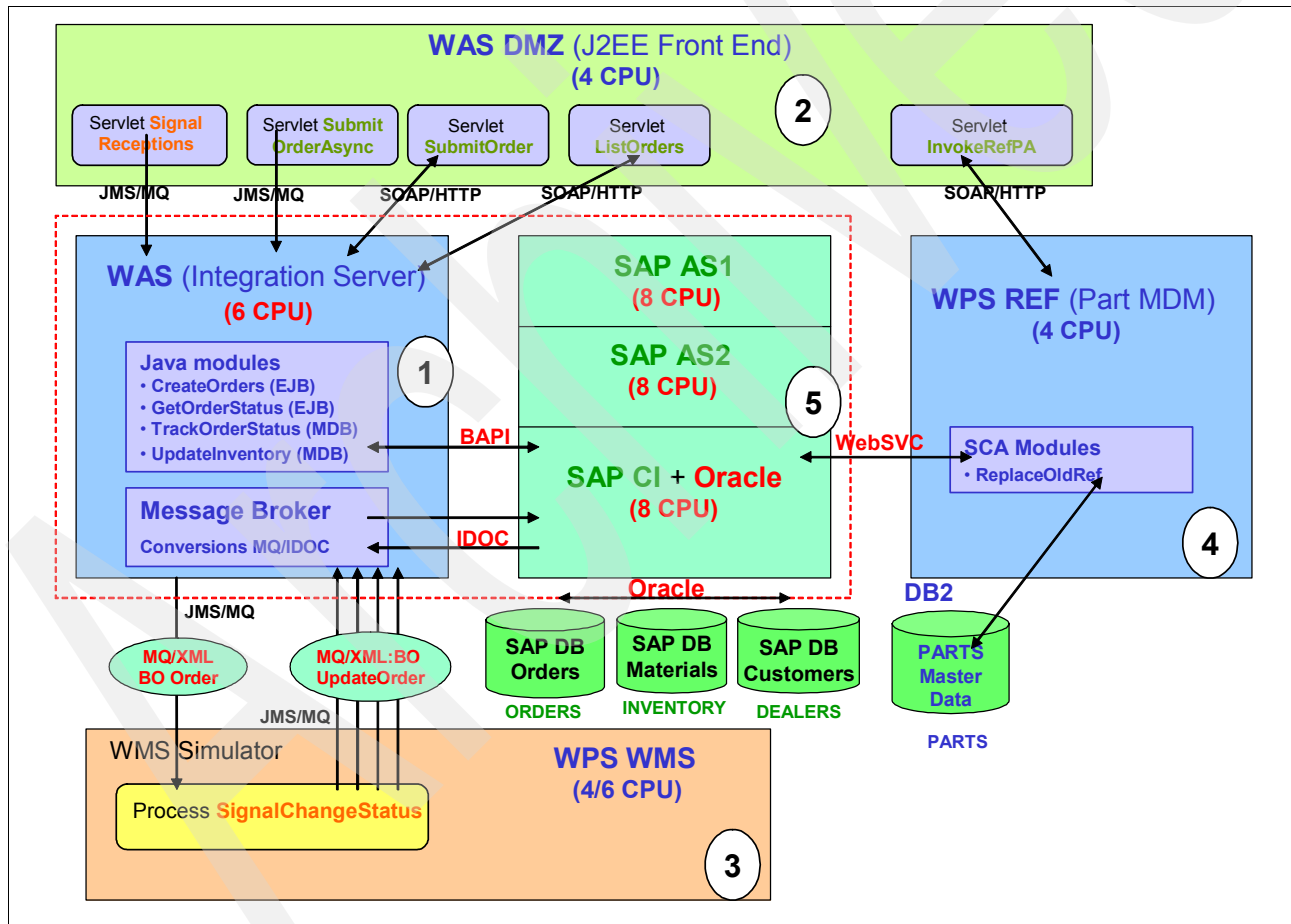 WAS DMZ (J2EE Front End)
(4 CPU)
2
Servlet Signal
Receptions
Servlet Submit
OrderAsync
Servlet
SubmitOrder
Servlet
ListOrders
Servlet
InvokeRefPA
JMS/MQ
JMS/MQ
SOAP/HTTP
SOAP/HTTP
SOAP/HTTP
WAS (Integration Server)
(6 CPU)
1
Java modules
• CreateOrders (EJB)
• GetOrderStatus (EJB)
• TrackOrderStatus (MDB)
• UpdateInventory (MDB)
Message Broker
Conversions MQ/IDOC
BAPI
IDOC
SAP AS1
(8 CPU)
SAP AS2
(8 CPU)
5
SAP CI + Oracle
(8 CPU)
WebSVC
WPS REF (Part MDM)
(4 CPU)
SCA Modules
• ReplaceOldRef
4
JMS/MQ
MQ/XML
BO Order
MQ/XML:BO
UpdateOrder
JMS/MQ
Oracle
SAP DB
Orders
SAP DB
Materials
SAP DB
Customers
ORDERS
INVENTORY
DEALERS
DB2
PARTS
Master
Data
PARTS
WMS Simulator
WPS WMS
(4/6 CPU)
Process SignalChangeStatus
3